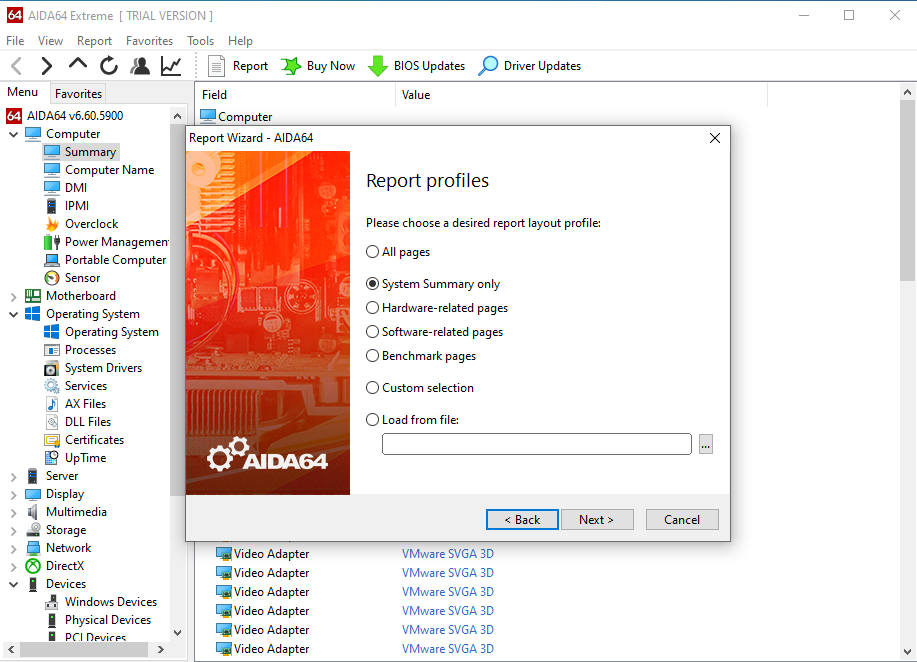 64 AIDA64 Extreme [ TRIAL VERSION ]
File View Report Favorites Tools Help
Report Buy Now BIOS Updates Driver Updates
Menu Favorites
Field Value
64 AIDA64 v6.60.5900
Computer
Summary
Computer Name
DMI
IPMI
Overclock
Power Managemen
Portable Computer
Sensor
Motherboard
Operating System
Operating System
Processes
System Drivers
Services
AX Files
DLL Files
Certificates
UpTime
Server
Display
Multimedia
Storage
Network
DirectX
Devices
Windows Devices
Physical Devices
PCI Devices
Computer
Report Wizard - AIDA64
Report profiles
Please choose a desired report layout profile:
All pages
System Summary only
Hardware-related pages
Software-related pages
Benchmark pages
Custom selection
Load from file:
...
AIDA64
< Back Next > Cancel
Video Adapter VMware SVGA 3D
Video Adapter VMware SVGA 3D
Video Adapter VMware SVGA 3D
Video Adapter VMware SVGA 3D
Video Adapter VMware SVGA 3D
Video Adapter VMware SVGA 3D